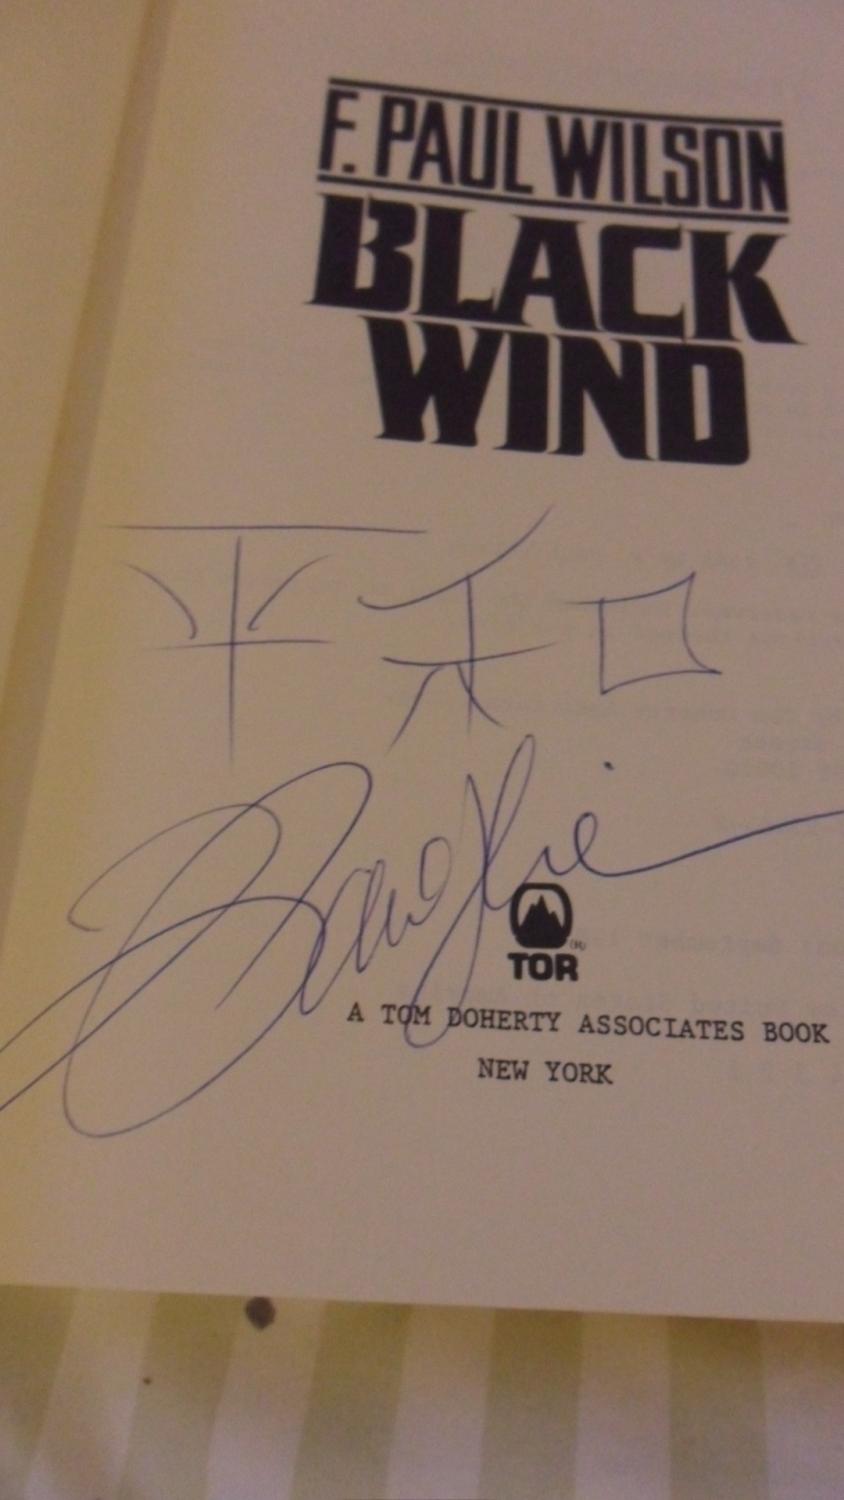 F. PAUL WILSON
BLACK
WIND
平和
TOR
A TOM DOHERTY ASSOCIATES BOOK
NEW YORK